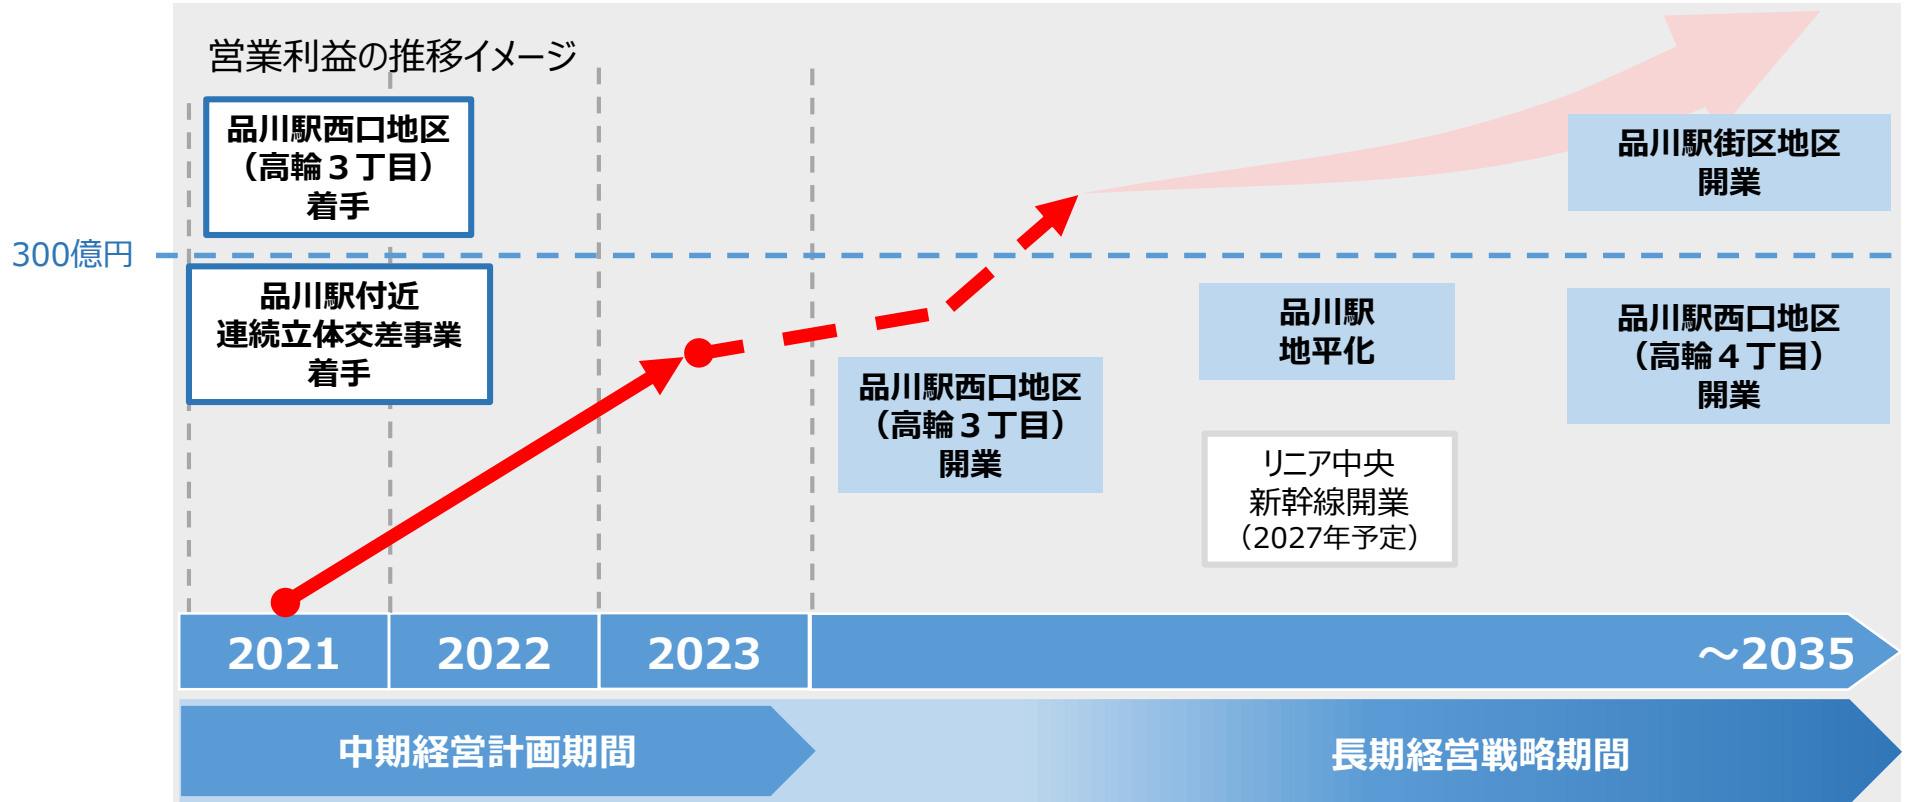 営業利益の推移イメージ
品川駅西口地区
（高輪３丁目）
着手
300億円
品川駅付近
連続立体交差事業
着手
品川駅西口地区
（高輪３丁目）
開業
品川駅
地平化
リニア中央
新幹線開業
（2027年予定）
品川駅街区地区
開業
品川駅西口地区
（高輪４丁目）
開業
2021
2022
2023
～2035
中期経営計画期間
長期経営戦略期間